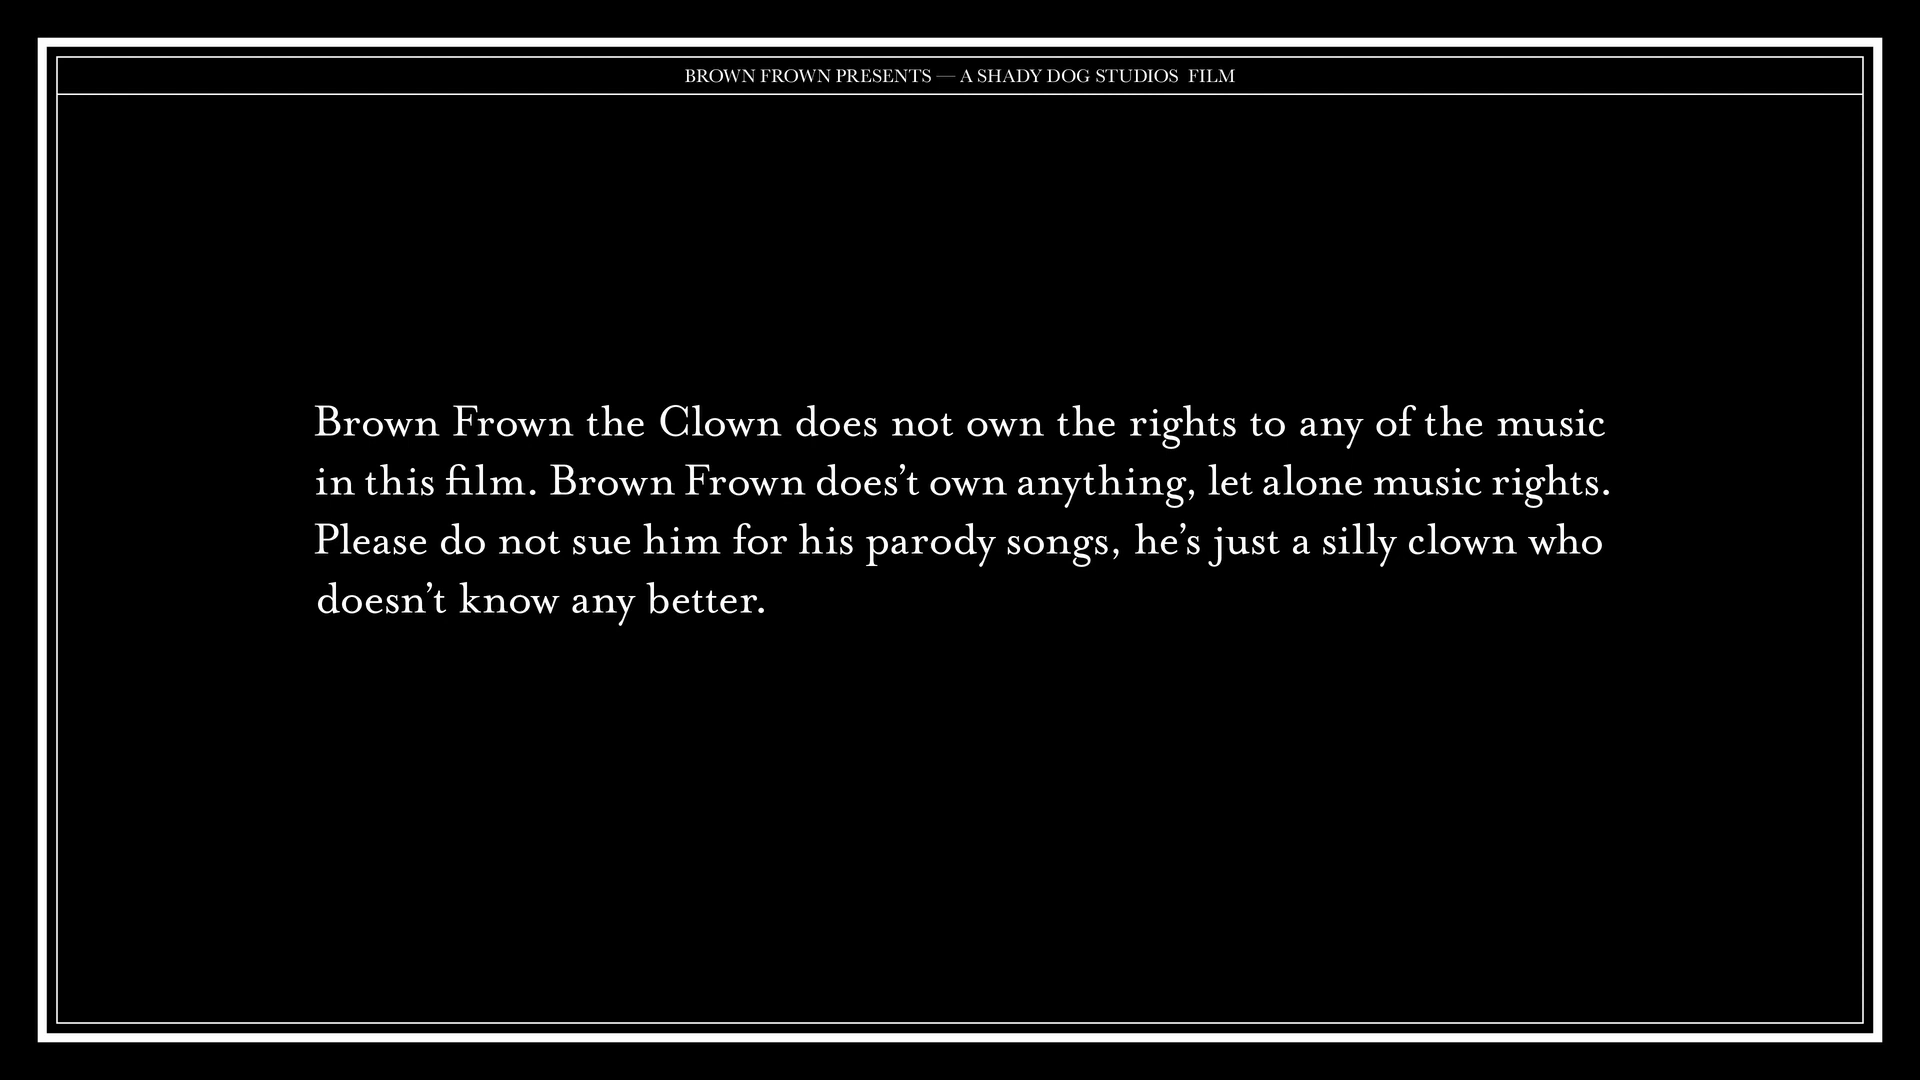 BROWN FROWN PRESENTS — A SHADY DOG STUDIOS  FILM
Brown Frown the Clown does not own the rights to any of the music
in this film. Brown Frown does’t own anything, let alone music rights.
Please do not sue him for his parody songs, he’s just a silly clown who
doesn’t know any better.